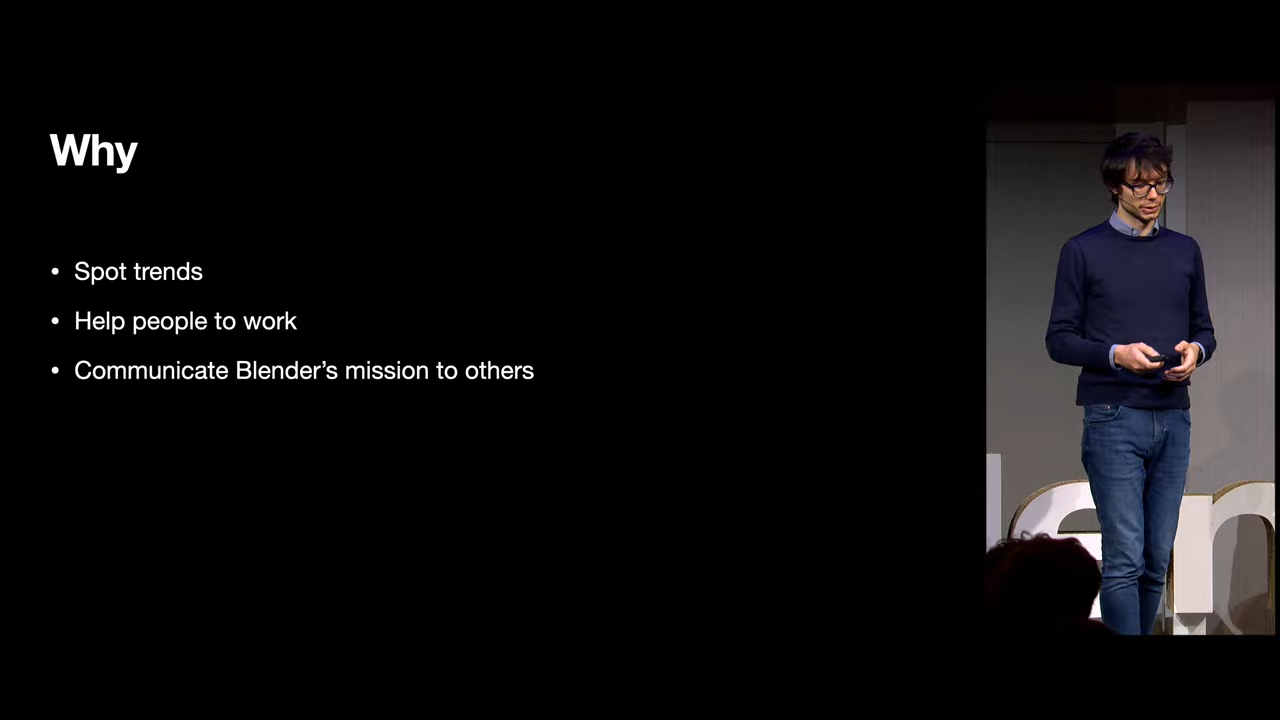 Why
• Spot trends
• Help people to work
• Communicate Blender’s mission to others